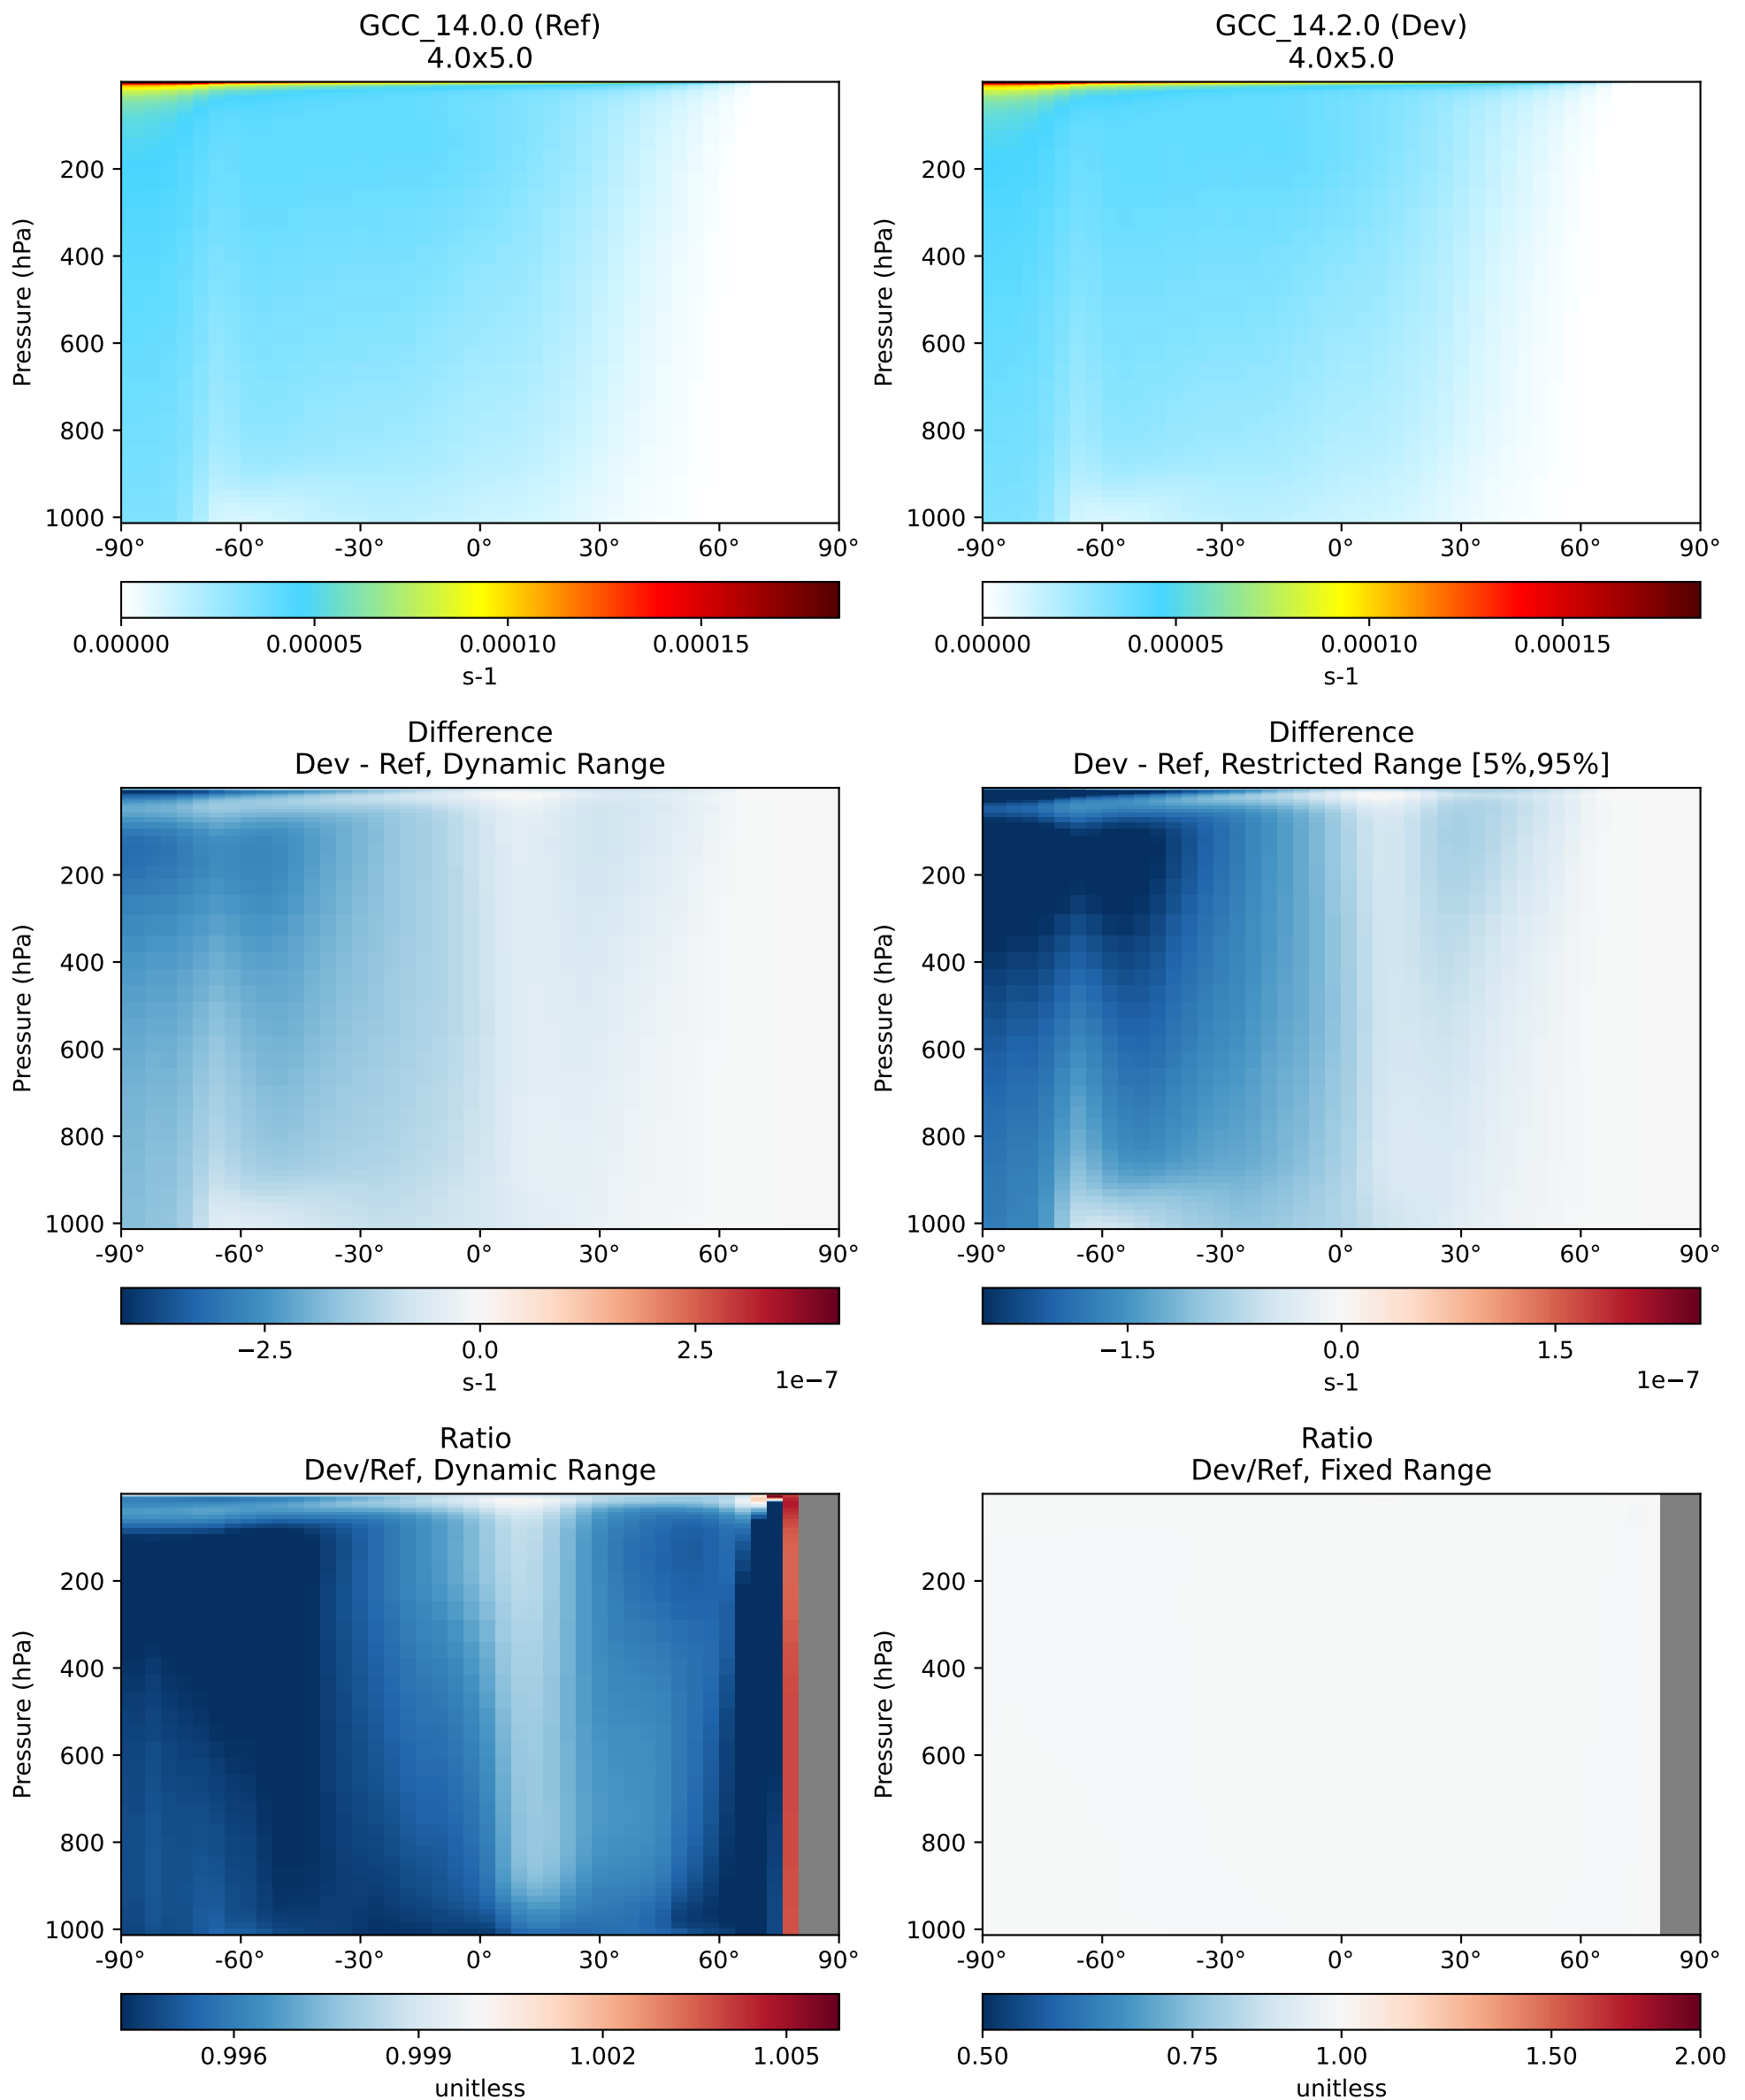 GCC_14.0.0 (Ref)
4.0x5.0
Pressure (hPa)
200
400
600
800
1000
-90° -60° -30° 0° 30° 60° 90°
0.00000 0.00005 0.00010 0.00015
s-1
GCC_14.2.0 (Dev)
4.0x5.0
Pressure (hPa)
200
400
600
800
1000
-90° -60° -30° 0° 30° 60° 90°
0.00000 0.00005 0.00010 0.00015
s-1
Difference
Dev - Ref, Dynamic Range
Pressure (hPa)
200
400
600
800
1000
-90° -60° -30° 0° 30° 60° 90°
−2.5 0.0 2.5
s-1 1e−7
Difference
Dev - Ref, Restricted Range [5%,95%]
Pressure (hPa)
200
400
600
800
1000
-90° -60° -30° 0° 30° 60° 90°
−1.5 0.0 1.5
s-1 1e−7
Ratio
Dev/Ref, Dynamic Range
Pressure (hPa)
200
400
600
800
1000
-90° -60° -30° 0° 30° 60° 90°
0.996 0.999 1.002 1.005
unitless
Ratio
Dev/Ref, Fixed Range
Pressure (hPa)
200
400
600
800
1000
-90° -60° -30° 0° 30° 60° 90°
0.50 0.75 1.00 1.50 2.00
unitless